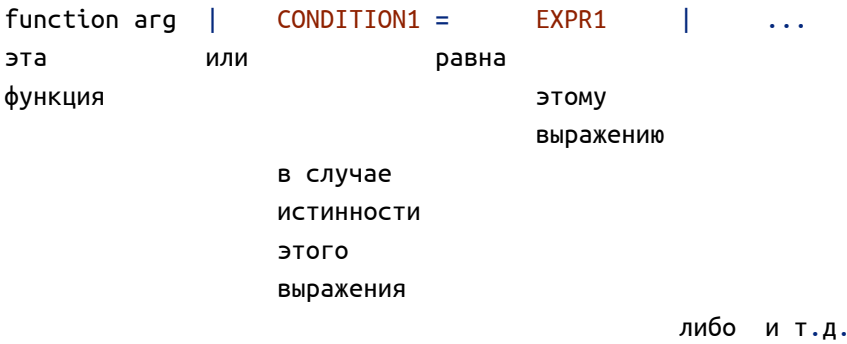 function arg | CONDITION1 = EXPR1 | ...
эта или равна
функция этому
выражению
в случае
истинности
этого
выражения
либо и т.д.